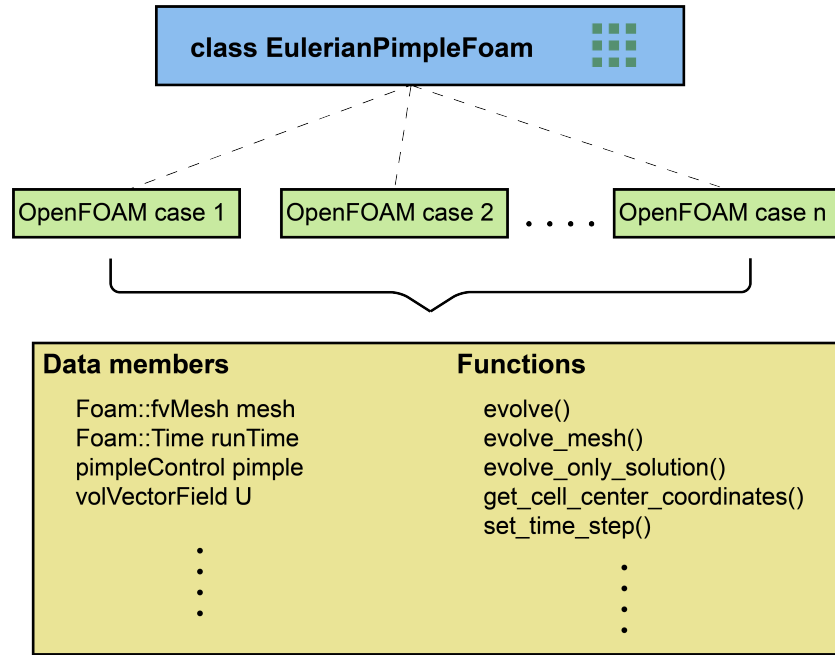 class EulerianPimpleFoam
OpenFOAM case 1
OpenFOAM case 2
. . . .
OpenFOAM case n
Data members
Functions
Foam::fvMesh mesh
Foam::Time runTime
pimpleControl pimple
volVectorField U
evolve()
evolve_mesh()
evolve_only_solution()
get_cell_center_coordinates()
set_time_step()